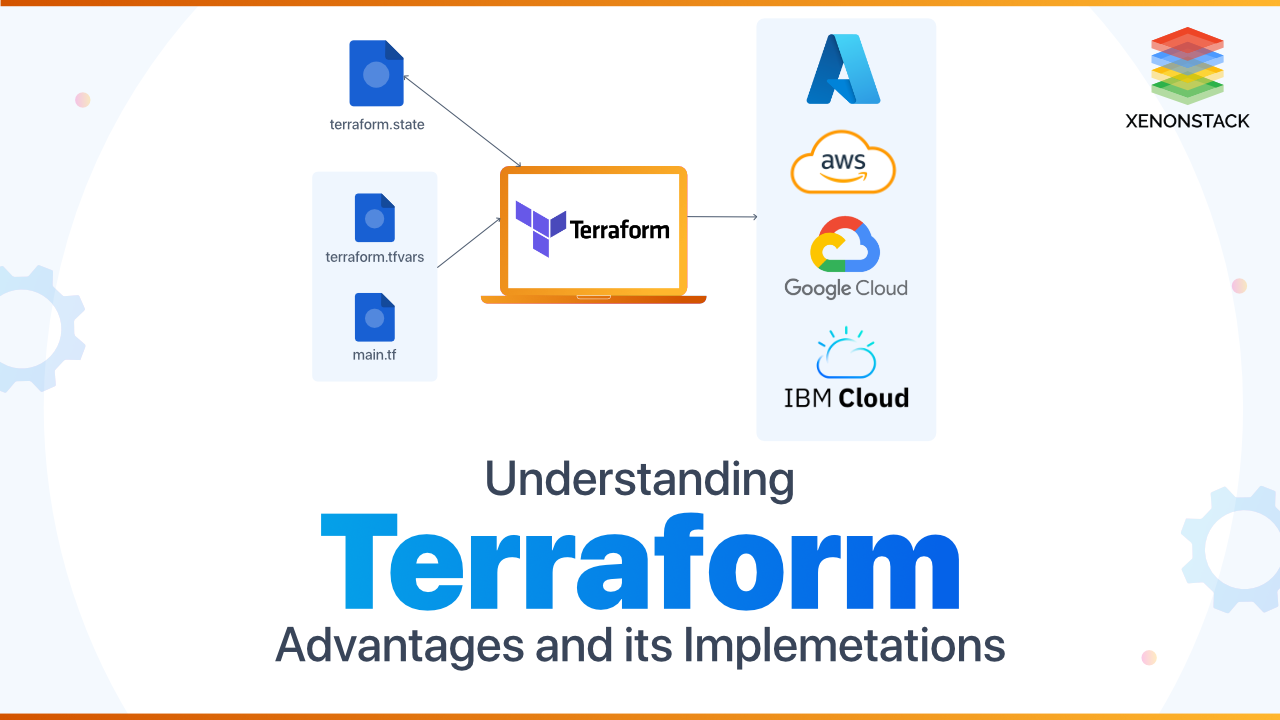 terraform.state
terraform.tfvars
main.tf
Terraform
aws
Google Cloud
IBM Cloud
XENONSTACK
Understanding
Terraform
Advantages and its Implemetations